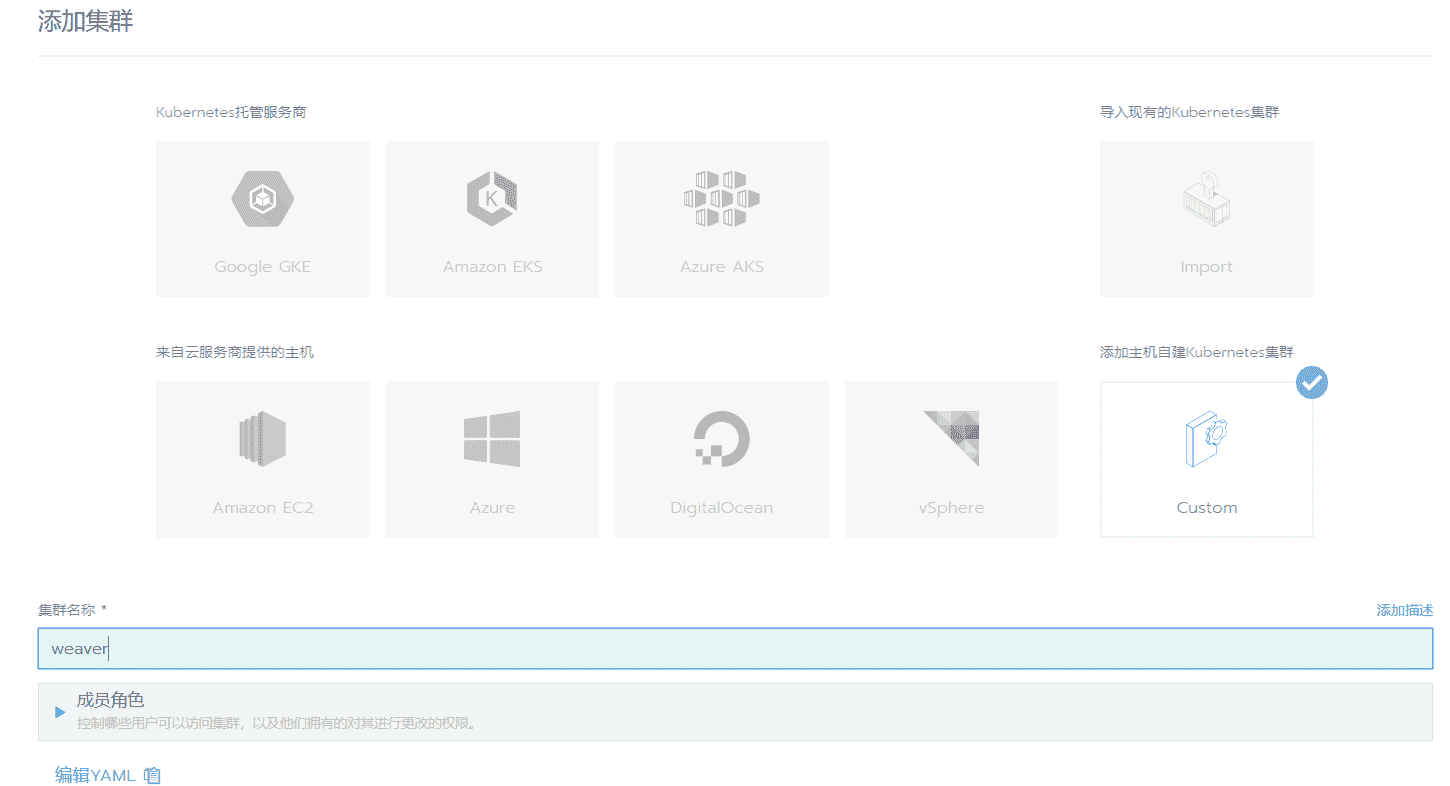 添加集群
Kubernetes托管服务商
导入现有的Kubernetes集群
K
Google GKE
Amazon EKS
Azure AKS
Import
来自云服务商提供的主机
添加主机自建Kubernetes集群
Amazon EC2
Azure
DigitalOcean
vSphere
Custom
集群名称 *
添加描述
weaver
成员角色
控制哪些用户可以访问集群，以及他们拥有的对其进行更改的权限。
编辑YAML